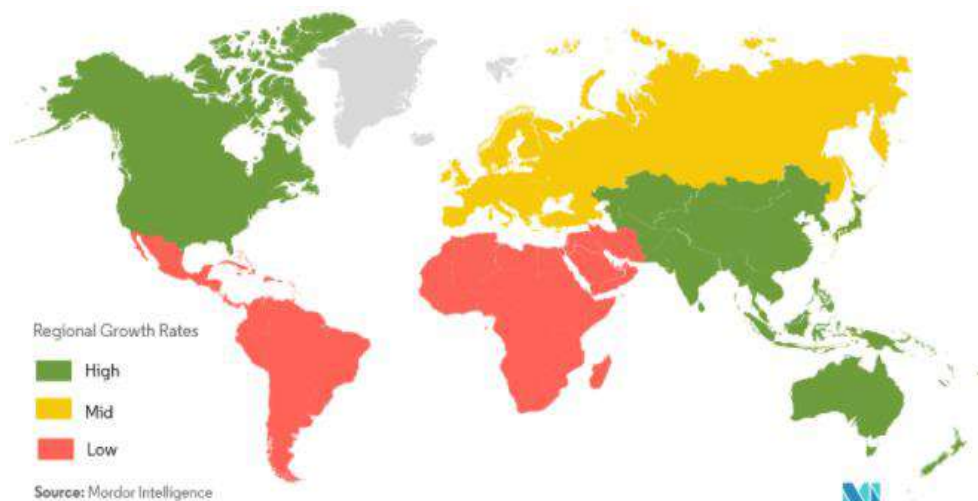 Regional Growth Rates
High
Mid
Low
Source: Mordor Intelligence